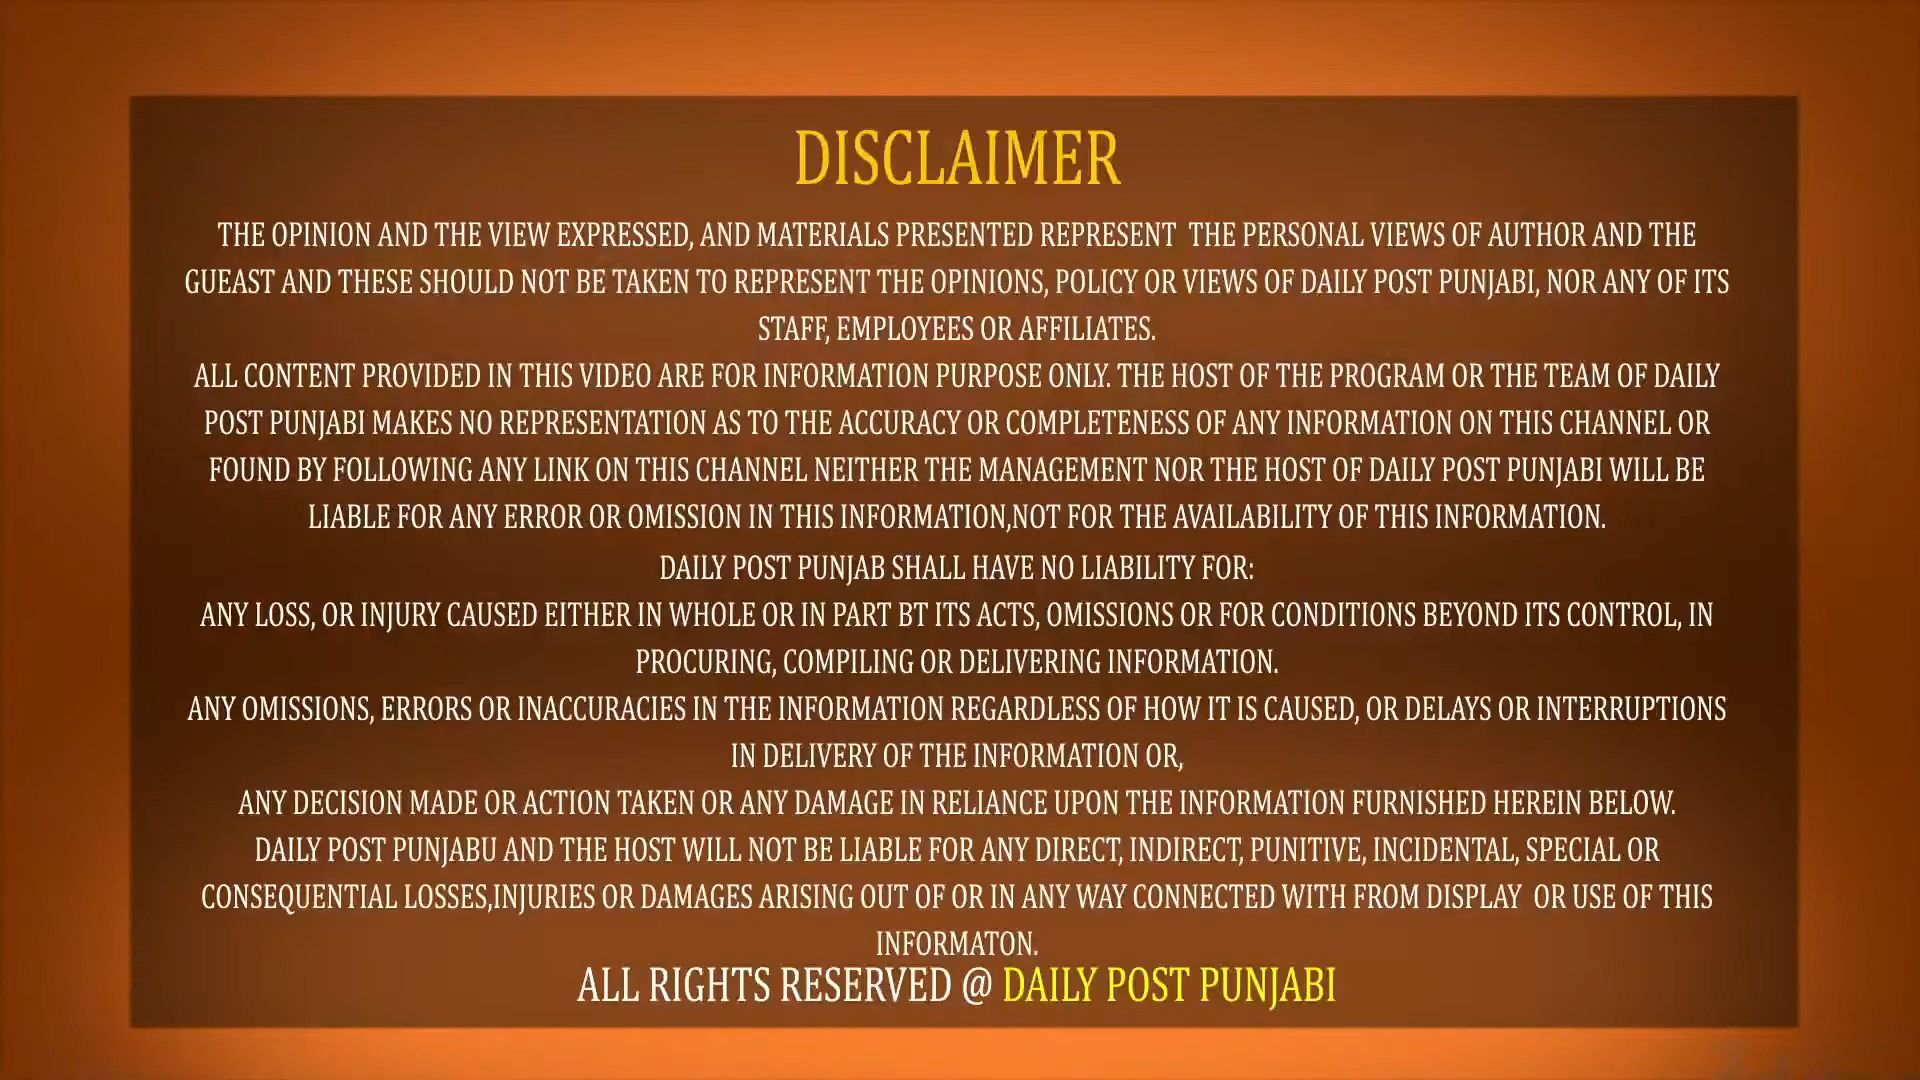 DISCLAIMER
THE OPINION AND THE VIEW EXPRESSED, AND MATERIALS PRESENTED REPRESENT THE PERSONAL VIEWS OF AUTHOR AND THE
GUEAST AND THESE SHOULD NOT BE TAKEN TO REPRESENT THE OPINIONS, POLICY OR VIEWS OF DAILY POST PUNJABI, NOR ANY OF ITS
STAFF, EMPLOYEES OR AFFILIATES.
ALL CONTENT PROVIDED IN THIS VIDEO ARE FOR INFORMATION PURPOSE ONLY. THE HOST OF THE PROGRAM OR THE TEAM OF DAILY
POST PUNJABI MAKES NO REPRESENTATION AS TO THE ACCURACY OR COMPLETENESS OF ANY INFORMATION ON THIS CHANNEL OR
FOUND BY FOLLOWING ANY LINK ON THIS CHANNEL NEITHER THE MANAGEMENT NOR THE HOST OF DAILY POST PUNJABI WILL BE
LIABLE FOR ANY ERROR OR OMISSION IN THIS INFORMATION,NOT FOR THE AVAILABILITY OF THIS INFORMATION.
DAILY POST PUNJAB SHALL HAVE NO LIABILITY FOR:
ANY LOSS, OR INJURY CAUSED EITHER IN WHOLE OR IN PART BT ITS ACTS, OMISSIONS OR FOR CONDITIONS BEYOND ITS CONTROL, IN
PROCURING, COMPILING OR DELIVERING INFORMATION.
ANY OMISSIONS, ERRORS OR INACCURACIES IN THE INFORMATION REGARDLESS OF HOW IT IS CAUSED, OR DELAYS OR INTERRUPTIONS
IN DELIVERY OF THE INFORMATION OR,
ANY DECISION MADE OR ACTION TAKEN OR ANY DAMAGE IN RELIANCE UPON THE INFORMATION FURNISHED HEREIN BELOW.
DAILY POST PUNJABU AND THE HOST WILL NOT BE LIABLE FOR ANY DIRECT, INDIRECT, PUNITIVE, INCIDENTAL, SPECIAL OR
CONSEQUENTIAL LOSSES,INJURIES OR DAMAGES ARISING OUT OF OR IN ANY WAY CONNECTED WITH FROM DISPLAY OR USE OF THIS
INFORMATON.
ALL RIGHTS RESERVED @ DAILY POST PUNJABI